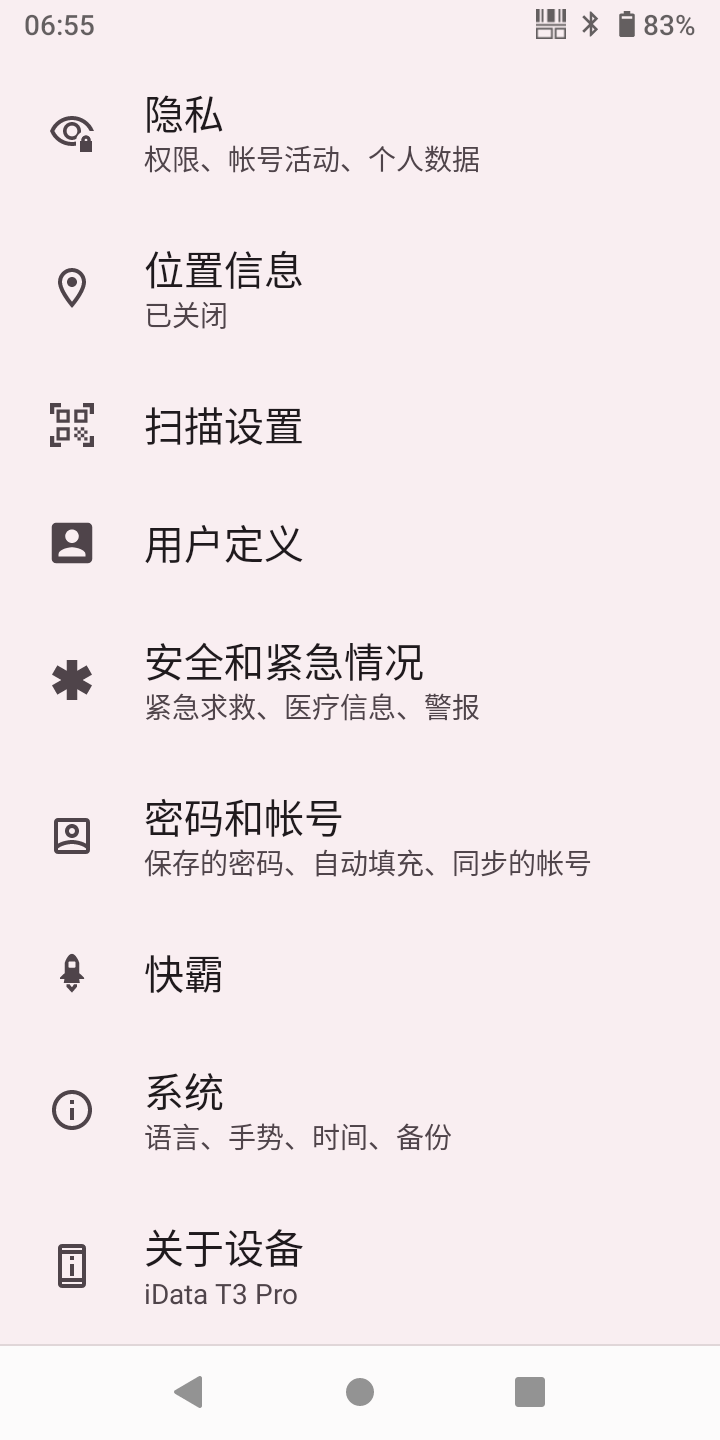 06:55
83%
隐私
权限、帐号活动、个人数据
位置信息
已关闭
扫描设置
用户定义
安全和紧急情况
紧急求救、医疗信息、警报
密码和帐号
保存的密码、自动填充、同步的帐号
快霸
系统
语言、手势、时间、备份
关于设备
iData T3 Pro